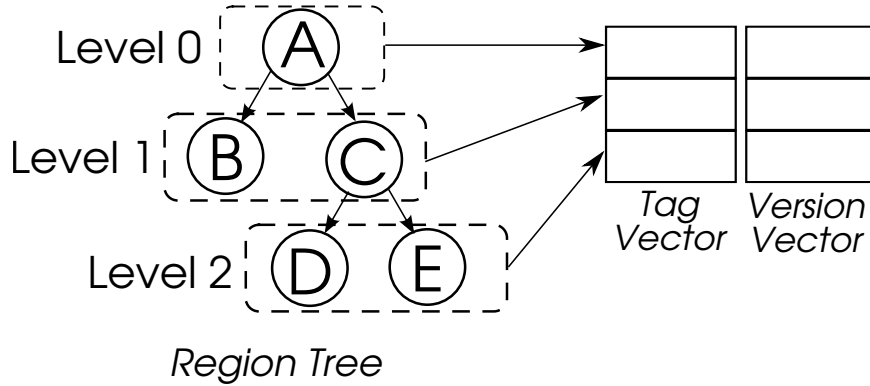 Level 0
A
Level 1
B
C
Level 2
D
E
Tag
Vector
Version
Vector
Region Tree